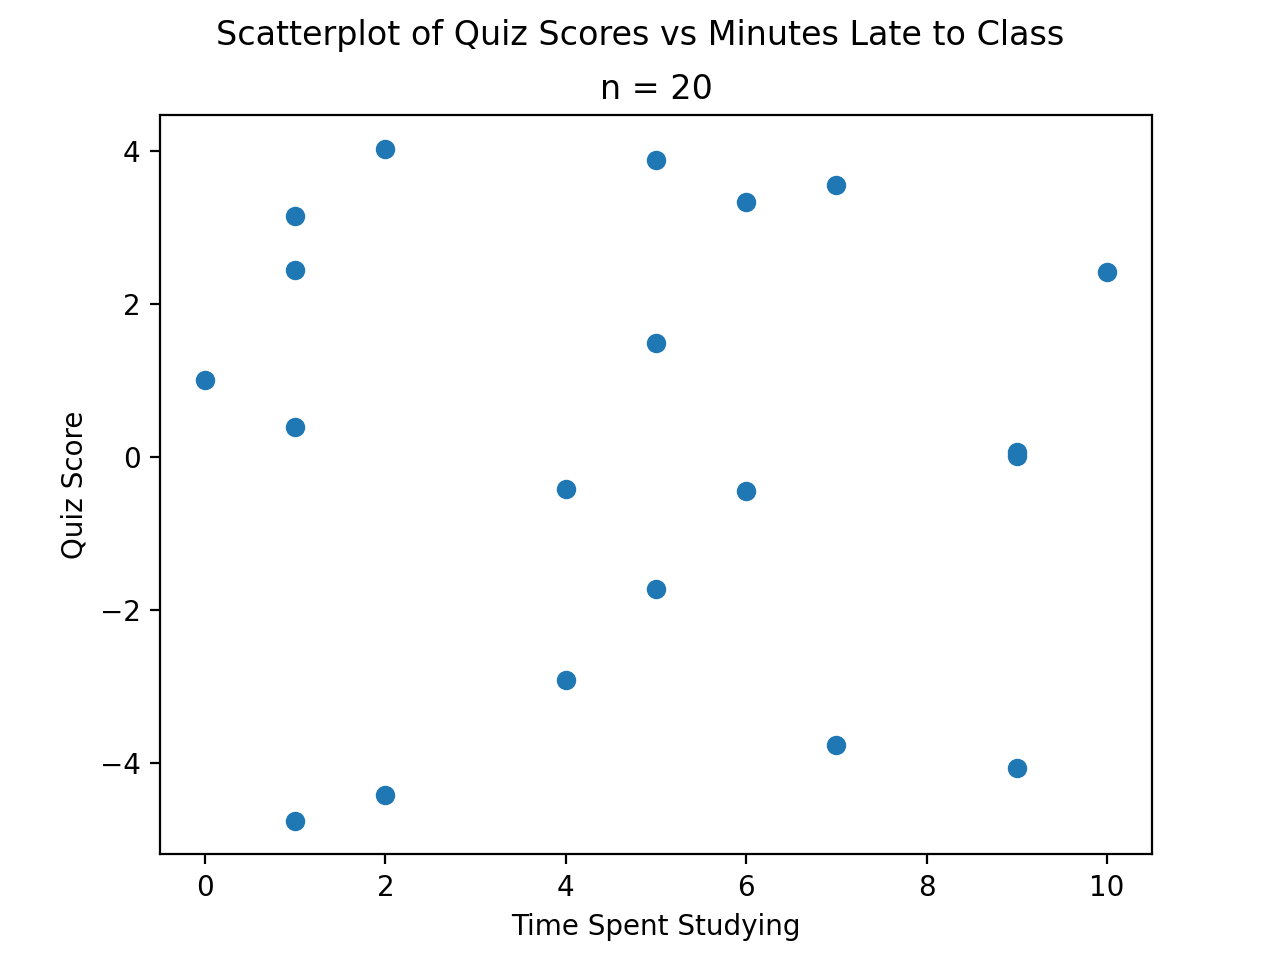 Scatterplot of Quiz Scores vs Minutes Late to Class
n = 20
4
2
0
−2
−4
Quiz Score
0 2 4 6 8 10
Time Spent Studying